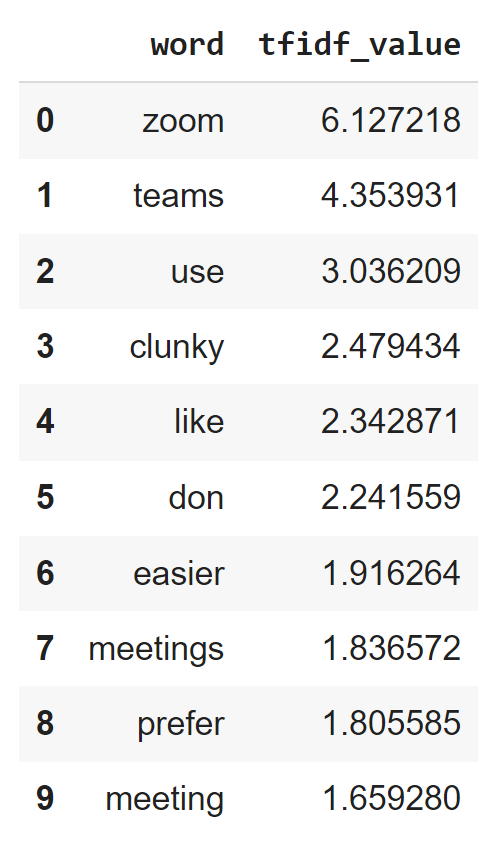 word tfidf_value
0 zoom 6.127218
1 teams 4.353931
2 use 3.036209
3 clunky 2.479434
4 like 2.342871
5 don 2.241559
6 easier 1.916264
7 meetings 1.836572
8 prefer 1.805585
9 meeting 1.659280